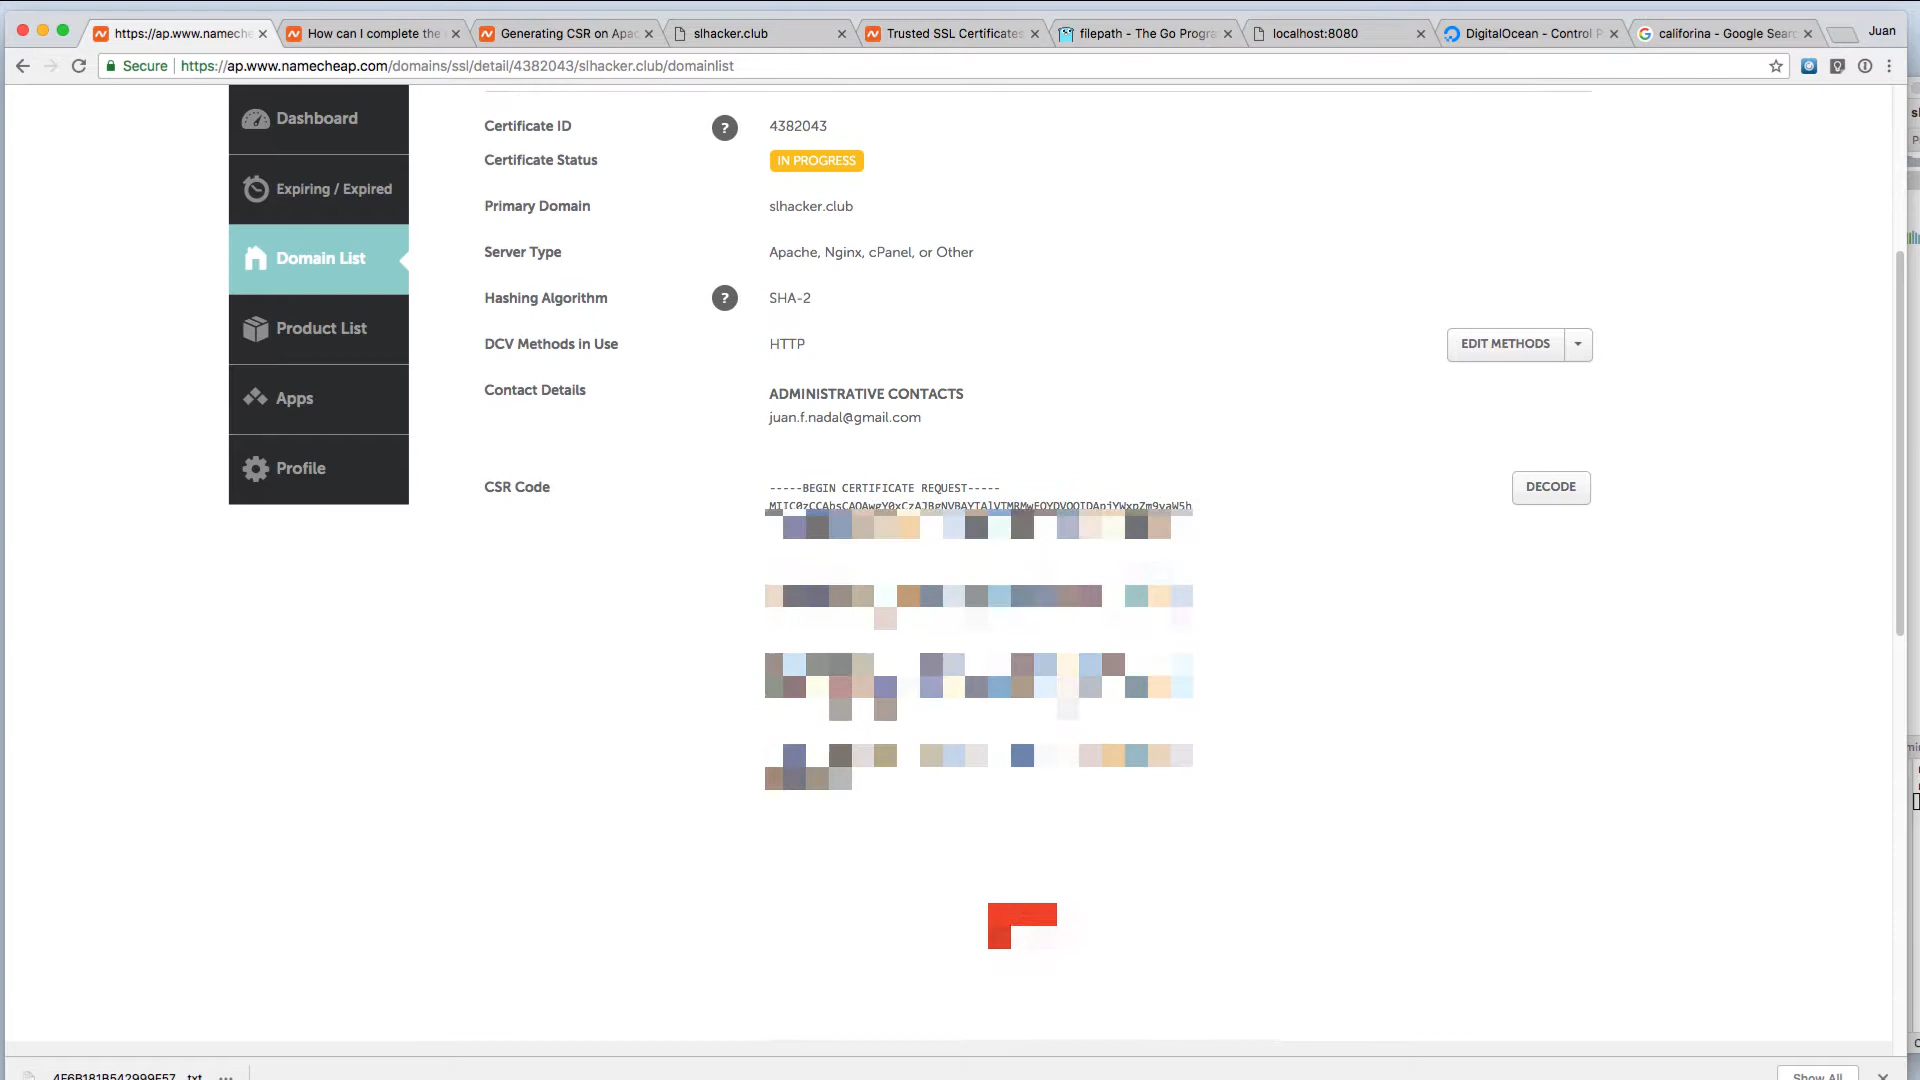 https://ap.www.namech
How can I complete the
Generating CSR on Apac
slhacker.club
Trusted SSL Certificates
filepath - The Go Progra
localhost:8080
DigitalOcean - Control P
califorina - Google Searc
Juan
Secure https://ap.www.namecheap.com/domains/ssl/detail/4382043/slhacker.club/domainlist
Dashboard
Expiring / Expired
Domain List
Product List
Apps
Profile
Certificate ID ? 4382043
Certificate Status IN PROGRESS
Primary Domain slhacker.club
Server Type Apache, Nginx, cPanel, or Other
Hashing Algorithm ? SHA-2
DCV Methods in Use HTTP EDIT METHODS
Contact Details ADMINISTRATIVE CONTACTS
juan.f.nadal@gmail.com
CSR Code -----BEGIN CERTIFICATE REQUEST----- DECODE
4F6B181B542999F57....txt
Show All